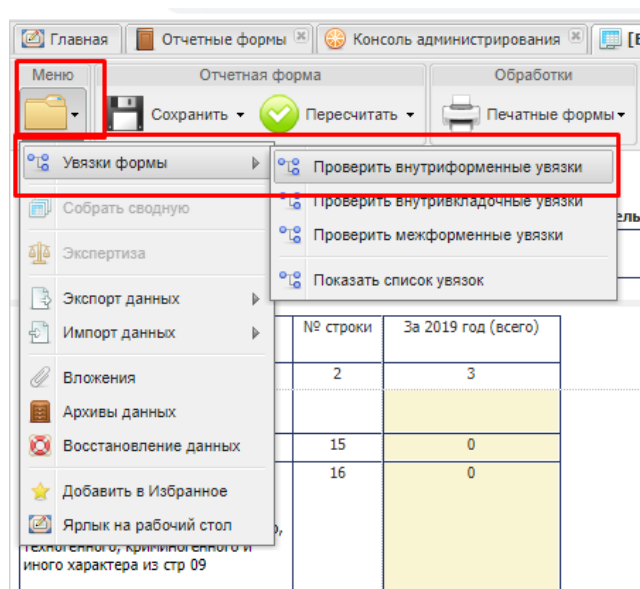 Главная Отчетные формы Консоль администрирования
Меню Отчетная форма Обработки
Сохранить Пересчитать Печатные формы
Увязки формы Проверить внутриформенные увязки
Собрать сводную Проверить внутривкладочные увязки
Экспертиза Проверить межформенные увязки
Экспорт данных Показать список увязок
Импорт данных № строки За 2019 год (всего)
Вложения 2 3
Архивы данных
Восстановление данных 15 0
16 0
Добавить в Избранное
Ярлык на рабочий стол
техногенного, криминогенного и
иного характера из стр 09